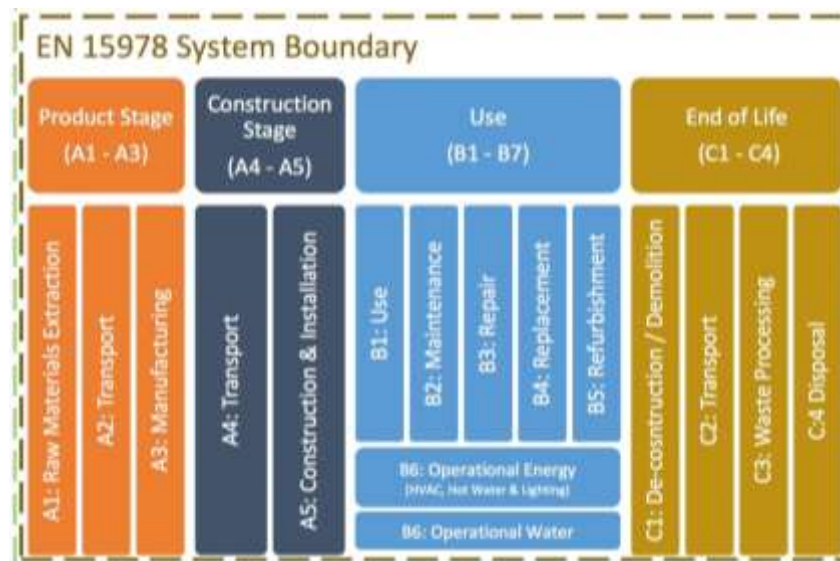 EN 15978 System Boundary
Product Stage
(A1 - A3)
Construction
Stage
(A4 - A5)
Use
(B1 - B7)
End of Life
(C1 - C4)
A1: Raw Materials Extraction
A2: Transport
A3: Manufacturing
A4: Transport
A5: Construction & Installation
B1: Use
B2: Maintenance
B3: Repair
B4: Replacement
B5: Refurbishment
B6: Operational Energy
(HVAC, Hot Water & Lighting)
B6: Operational Water
C1: De-cosntruction / Demolition
C2: Transport
C3: Waste Processing
C:4 Disposal